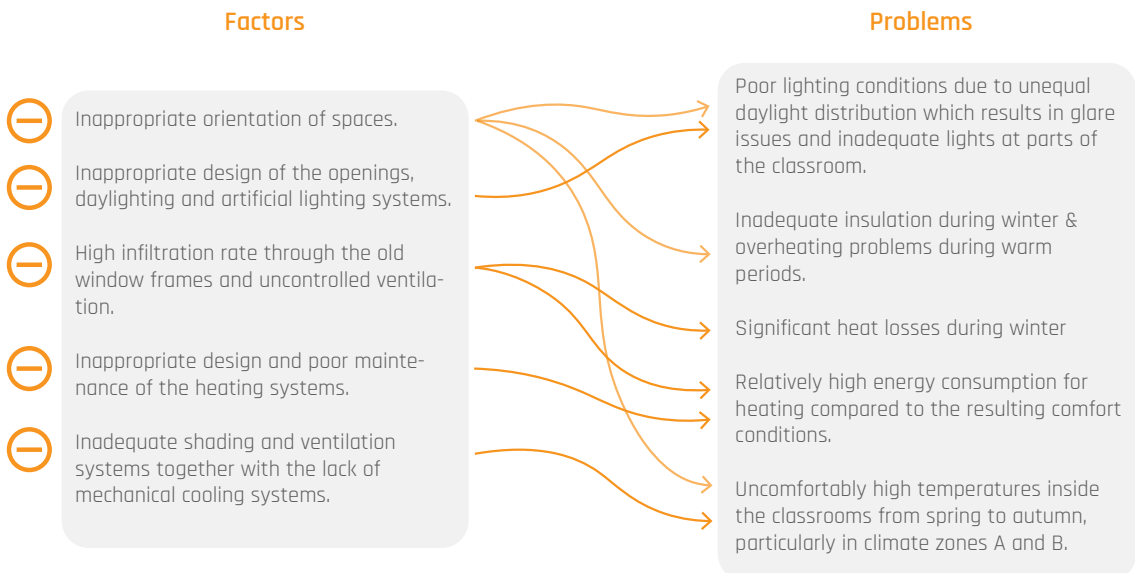 Factors
Inappropriate orientation of spaces.
Inappropriate design of the openings,
daylighting and artificial lighting systems.
High infiltration rate through the old
window frames and uncontrolled ventila-
tion.
Inappropriate design and poor mainte-
nance of the heating systems.
Inadequate shading and ventilation
systems together with the lack of
mechanical cooling systems.
Problems
Poor lighting conditions due to unequal
daylight distribution which results in glare
issues and inadequate lights at parts of
the classroom.
Inadequate insulation during winter &
overheating problems during warm
periods.
Significant heat losses during winter
Relatively high energy consumption for
heating compared to the resulting comfort
conditions.
Uncomfortably high temperatures inside
the classrooms from spring to autumn,
particularly in climate zones A and B.